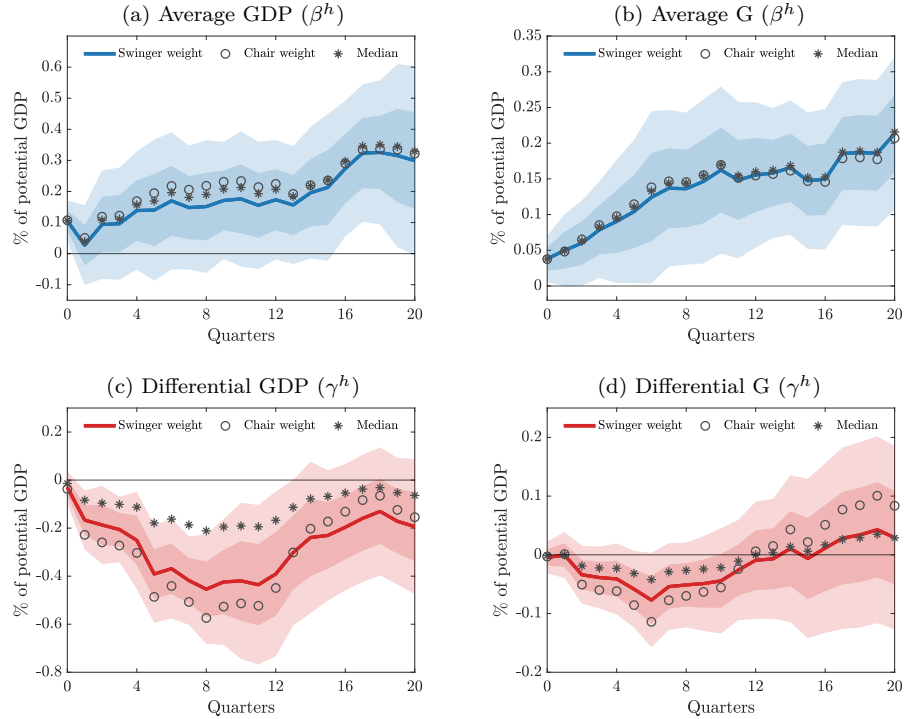 (a) Average GDP (β^h)
Swinger weight Chair weight Median
% of potential GDP
0.6
0.5
0.4
0.3
0.2
0.1
0
-0.1
0 4 8 12 16 20
Quarters
(b) Average G (β^h)
Swinger weight Chair weight Median
% of potential GDP
0.35
0.3
0.25
0.2
0.15
0.1
0.05
0
0 4 8 12 16 20
Quarters
(c) Differential GDP (γ^h)
Swinger weight Chair weight Median
% of potential GDP
0.2
0
-0.2
-0.4
-0.6
-0.8
0 4 8 12 16 20
Quarters
(d) Differential G (γ^h)
Swinger weight Chair weight Median
% of potential GDP
0.2
0.1
0
-0.1
-0.2
0 4 8 12 16 20
Quarters